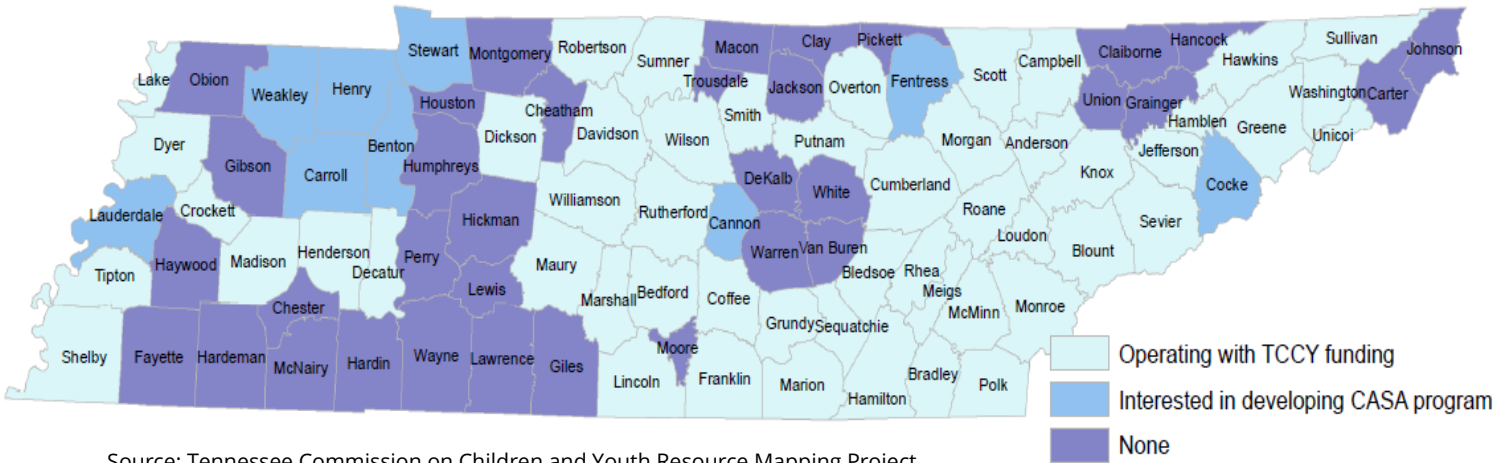 Stewart
Montgomery
Robertson
Sumner
Macon
Clay
Pickett
Scott
Campbell
Claiborne
Hancock
Hawkins
Sullivan
Johnson
Lake
Obion
Weakley
Henry
Houston
Cheatham
Trousdale
Smith
Jackson
Overton
Fentress
Union
Grainger
Hamblen
Washington
Carter
Greene
Unicoi
Dyer
Gibson
Carroll
Benton
Humphreys
Dickson
Davidson
Wilson
Putnam
Morgan
Anderson
Knox
Jefferson
Cocke
Lauderdale
Crockett
Hickman
Williamson
Rutherford
Cannon
DeKalb
White
Cumberland
Roane
Loudon
Blount
Sevier
Tipton
Haywood
Madison
Henderson
Decatur
Perry
Lewis
Maury
Marshall
Bedford
Coffee
Warren
Van Buren
Bledsoe
Rhea
Meigs
McMinn
Monroe
Chester
Moore
Grundy
Sequatchie
Shelby
Fayette
Hardeman
McNairy
Hardin
Wayne
Lawrence
Giles
Lincoln
Franklin
Marion
Hamilton
Bradley
Polk
Operating with TCCY funding
Interested in developing CASA program
None
Source: Tennessee Commission on Children and Youth Resource Mapping Project